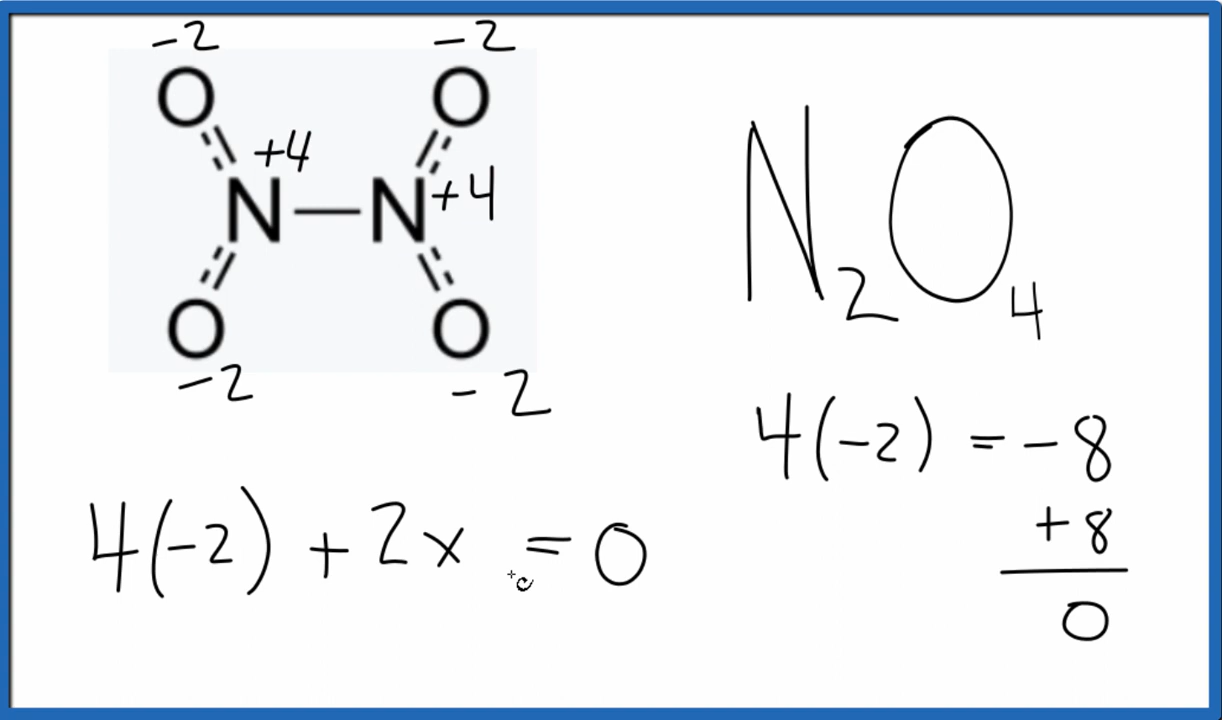 -2 -2
O O
+4
N — N +4
O O
-2 -2
N₂O₄
4(-2) = -8
+8
0
4(-2) + 2x = 0